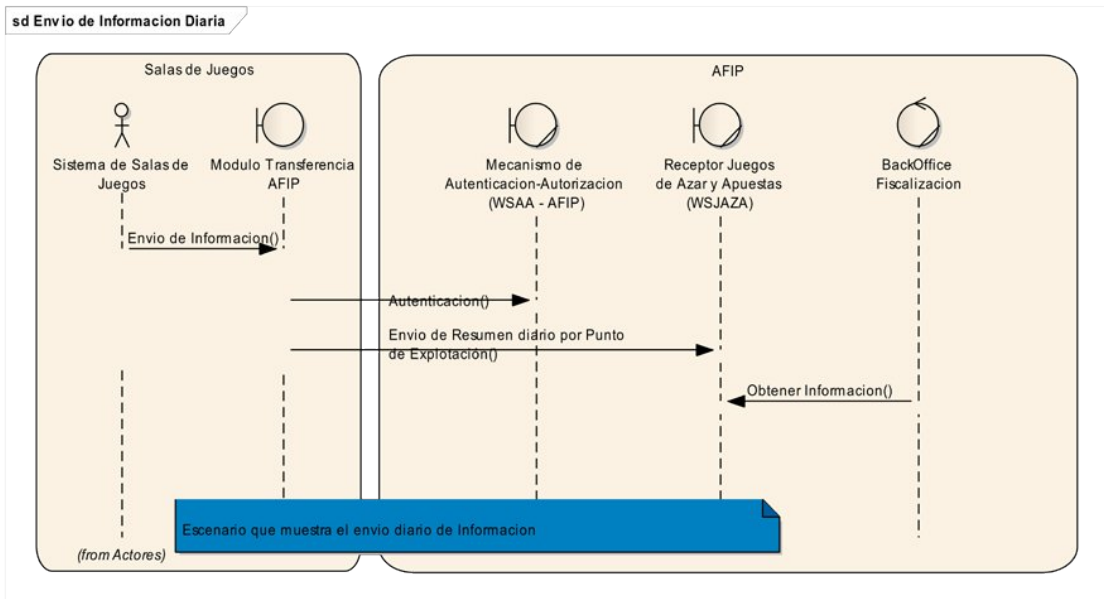 sd Envio de Informacion Diaria
Salas de Juegos
AFIP
Sistema de Salas de
Juegos
Modulo Transferencia
AFIP
Mecanismo de
Autenticacion-Autorizacion
(WSAA - AFIP)
Receptor Juegos
de Azar y Apuestas
(WSJAZA)
BackOffice
Fiscalizacion
Envio de Informacion()
Autenticacion()
Envio de Resumen diario por Punto
de Explotación()
Obtener Informacion()
Escenario que muestra el envio diario de Informacion
(from Actores)